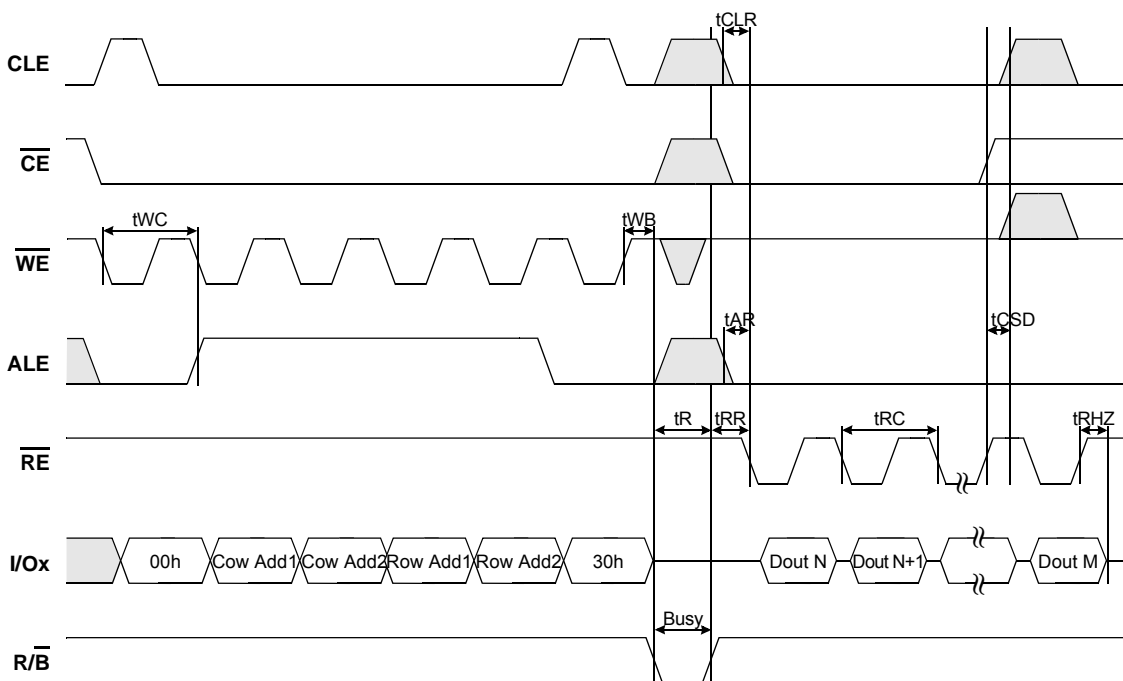 tCLR
CLE
CE
tWC
tWB
WE
tAR
tCSD
ALE
tR
tRR
tRC
tRHZ
RE
I/Ox
00h
Cow Add1
Cow Add2
Row Add1
Row Add2
30h
Dout N
Dout N+1
Dout M
Busy
R/B